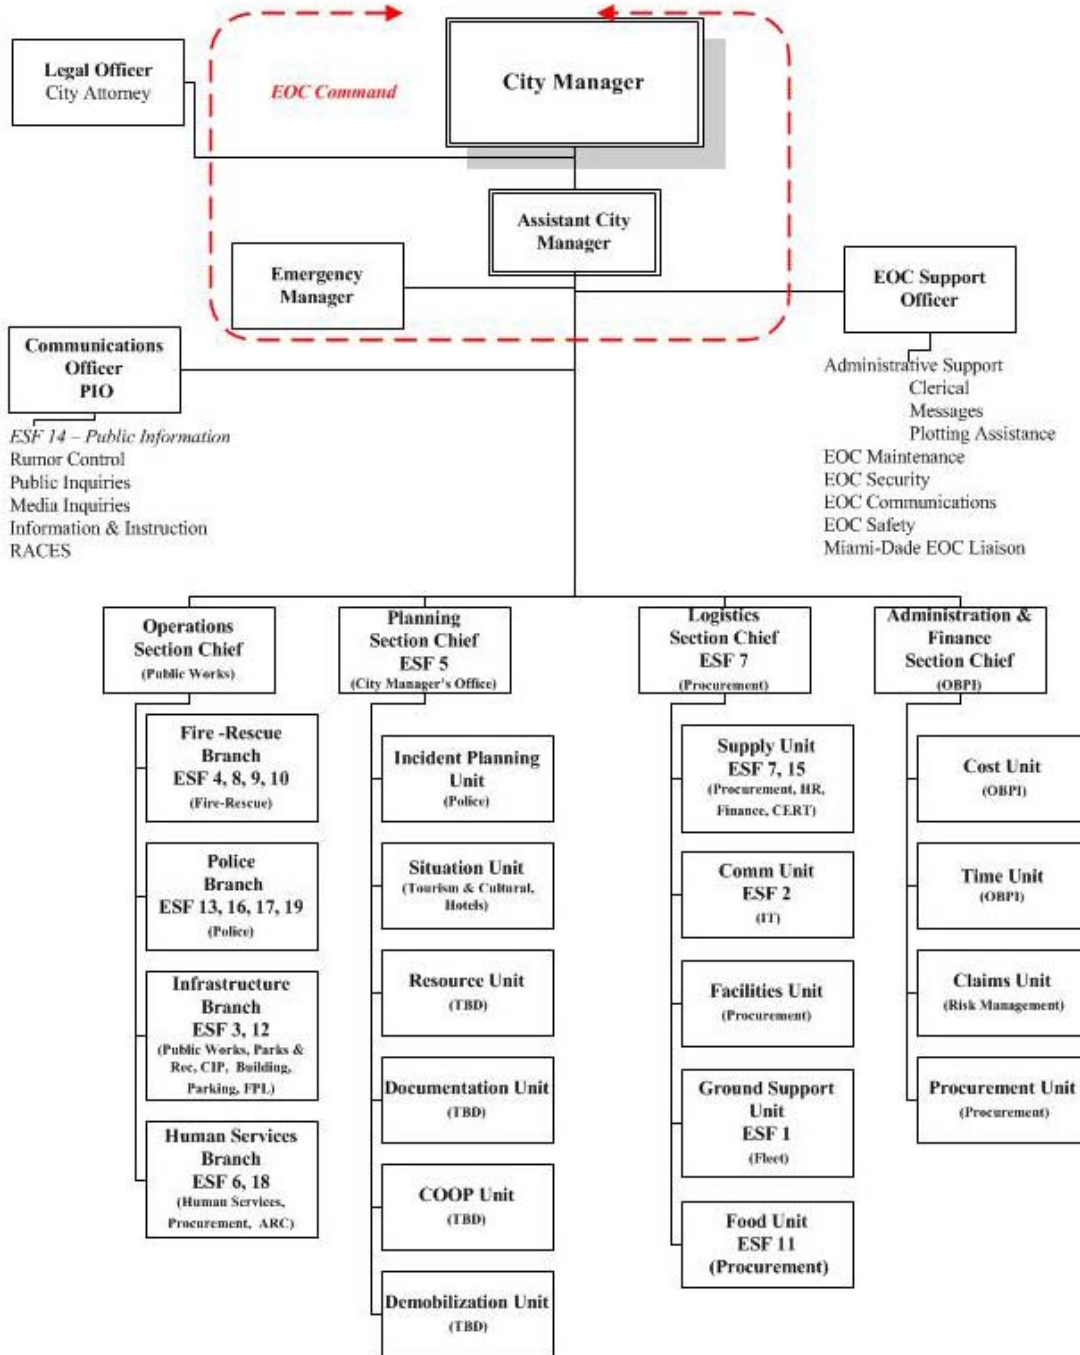 Legal Officer
City Attorney
EOC Command
City Manager
Assistant City
Manager
Emergency
Manager
EOC Support
Officer
Communications
Officer
PIO
Administrative Support
Clerical
Messages
Plotting Assistance
EOC Maintenance
EOC Security
EOC Communications
EOC Safety
Miami-Dade EOC Liaison
ESF 14 – Public Information
Rumor Control
Public Inquiries
Media Inquiries
Information & Instruction
RACES
Operations
Section Chief
(Public Works)
Fire -Rescue
Branch
ESF 4, 8, 9, 10
(Fire-Rescue)
Police
Branch
ESF 13, 16, 17, 19
(Police)
Infrastructure
Branch
ESF 3, 12
(Public Works, Parks &
Rec, CIP, Building,
Parking, FPL)
Human Services
Branch
ESF 6, 18
(Human Services,
Procurement, ARC)
Planning
Section Chief
ESF 5
(City Manager's Office)
Incident Planning
Unit
(Police)
Situation Unit
(Tourism & Cultural,
Hotels)
Resource Unit
(TBD)
Documentation Unit
(TBD)
COOP Unit
(TBD)
Demobilization Unit
(TBD)
Logistics
Section Chief
ESF 7
(Procurement)
Supply Unit
ESF 7, 15
(Procurement, HR,
Finance, CERT)
Comm Unit
ESF 2
(IT)
Facilities Unit
(Procurement)
Ground Support
Unit
ESF 1
(Fleet)
Food Unit
ESF 11
(Procurement)
Administration &
Finance
Section Chief
(OBPI)
Cost Unit
(OBPI)
Time Unit
(OBPI)
Claims Unit
(Risk Management)
Procurement Unit
(Procurement)